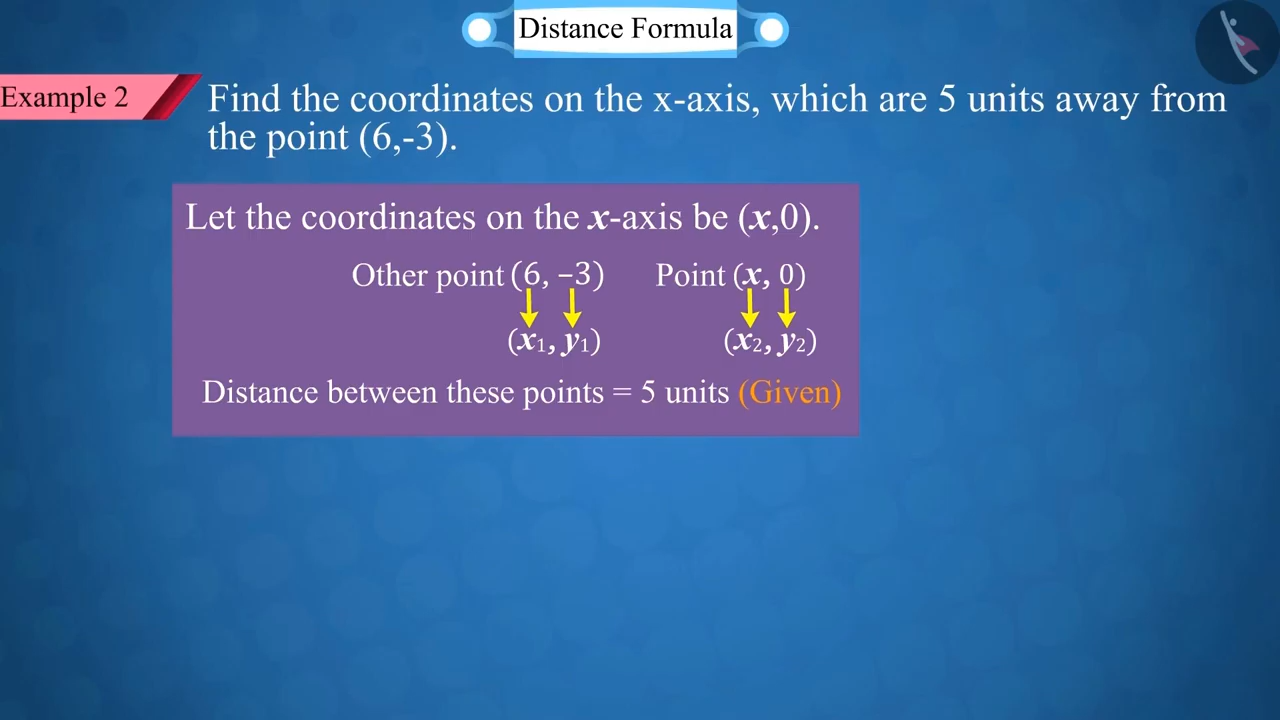 Distance Formula
Example 2
Find the coordinates on the x-axis, which are 5 units away from
the point (6,-3).
Let the coordinates on the x-axis be (x,0).
Other point (6, –3) Point (x, 0)
(x₁, y₁) (x₂, y₂)
Distance between these points = 5 units (Given)